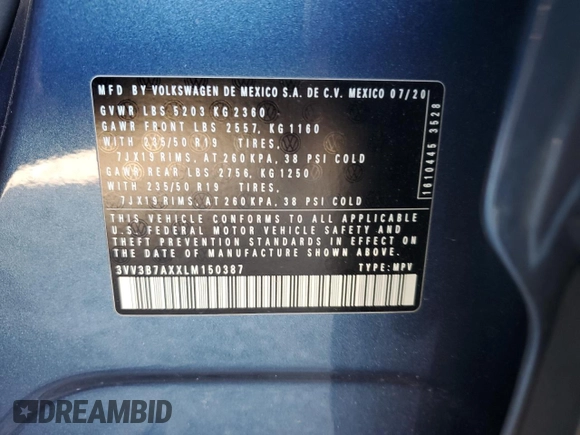 MFD BY VOLKSWAGEN DE MEXICO S.A. DE C.V. MEXICO 07/20
GVWR LBS 5203 KG 2360
GAWR FRONT LBS 2557, KG 1160
WITH 235/50 R19 TIRES,
7JX19 RIMS, AT 260 KPA, 38 PSI COLD
GAWR REAR LBS 2756, KG 1250
WITH 235/50 R19 TIRES,
7JX19 RIMS, AT 260 KPA, 38 PSI COLD
THIS VEHICLE CONFORMS TO ALL APPLICABLE
U.S. FEDERAL MOTOR VEHICLE SAFETY AND
THEFT PREVENTION STANDARDS IN EFFECT ON
THE DATE OF MANUFACTURE SHOWN ABOVE.
3VV3B7AXXLM150387 TYPE: MPV
1610445 3528
DREAMBID